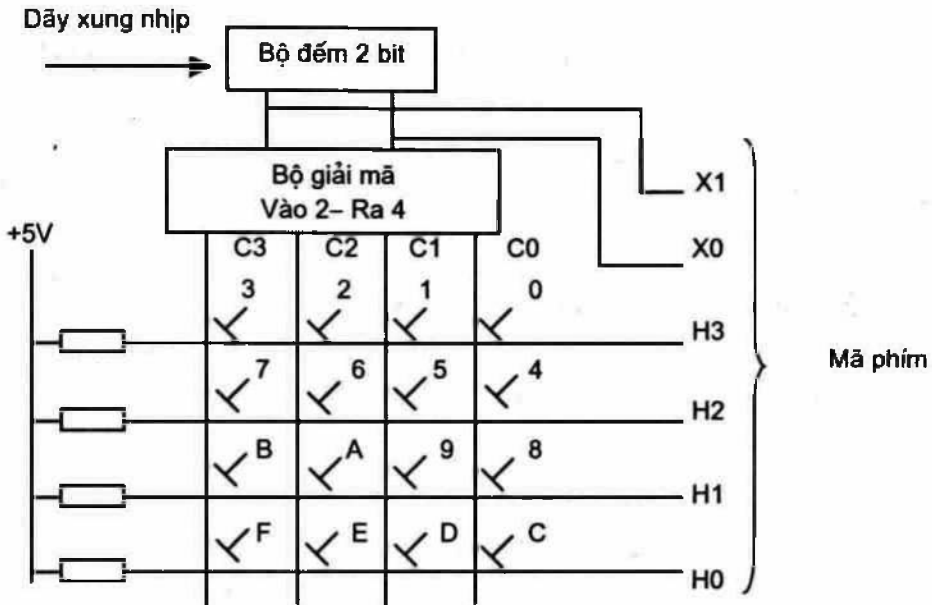 Dãy xung nhịp
Bộ đếm 2 bit
Bộ giải mã
Vào 2– Ra 4
X1
X0
+5V
C3 C2 C1 C0
3 2 1 0
H3
7 6 5 4
H2
Mã phím
B A 9 8
H1
F E D C
H0